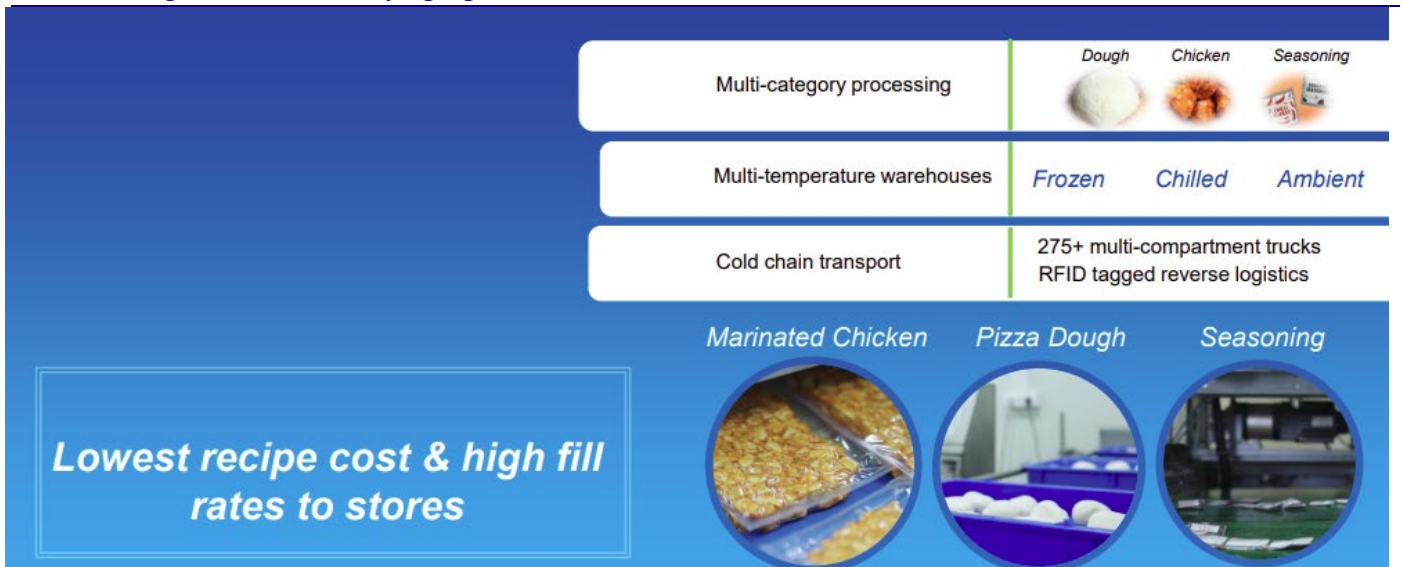 Dough Chicken Seasoning
Multi-category processing
Multi-temperature warehouses Frozen Chilled Ambient
275+ multi-compartment trucks
Cold chain transport
RFID tagged reverse logistics
Marinated Chicken Pizza Dough Seasoning
Lowest recipe cost & high fill
rates to stores